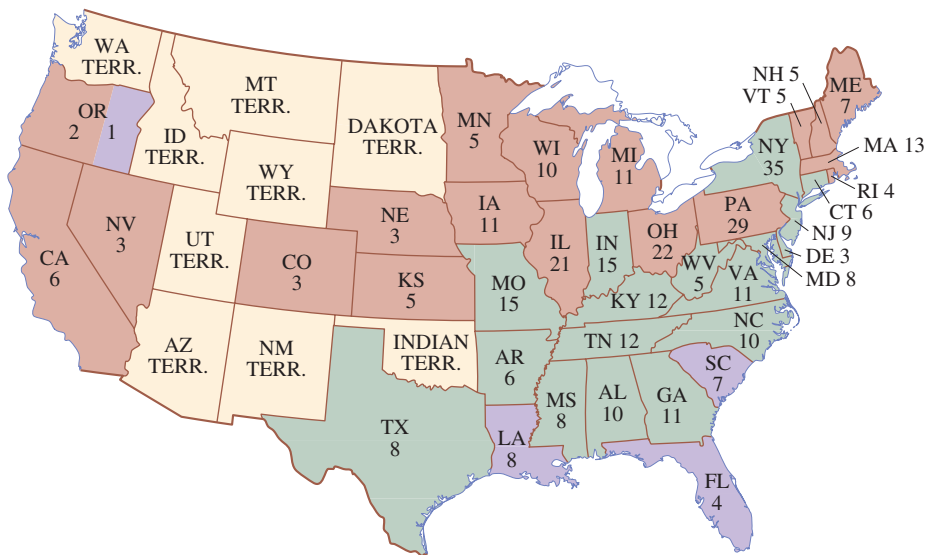 WA
TERR.
MT
TERR.
OR
2
1
ID
TERR.
DAKOTA
TERR.
WY
TERR.
MN
5
WI
10
MI
11
NH 5
VT 5
ME
7
NY
35
MA 13
RI 4
CT 6
PA
29
NJ 9
DE 3
MD 8
CA
6
NV
3
UT
TERR.
CO
3
NE
3
KS
5
IA
11
IL
21
IN
15
OH
22
WV
5
VA
11
MO
15
KY 12
NC
10
TN 12
AZ
TERR.
NM
TERR.
INDIAN
TERR.
AR
6
SC
7
MS
8
AL
10
GA
11
TX
8
LA
8
FL
4